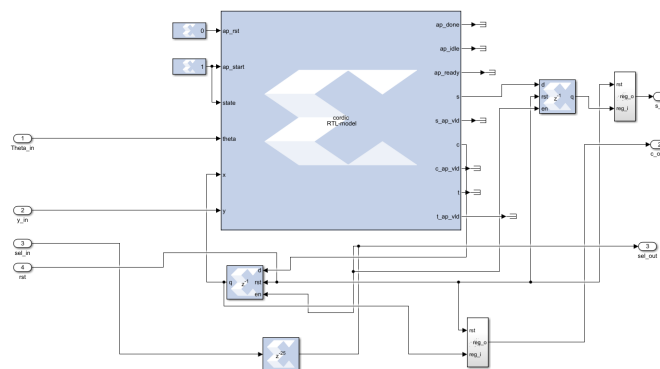 0
ap_rst
1
ap_start
state
1
Theta_in
theta
x
2
y_in
y
3
sel_in
4
rst
cordic
RTL model
ap_done
ap_idle
ap_ready
s
s_ap_vld
c
c_ap_vld
t
t_ap_vld
d
rst
en
z-1
q
rst
reg_i
reg_o
s_
2
c_o
3
sel_out
q
z-1
d
rst
en
z-25
rst
reg_i
reg_o